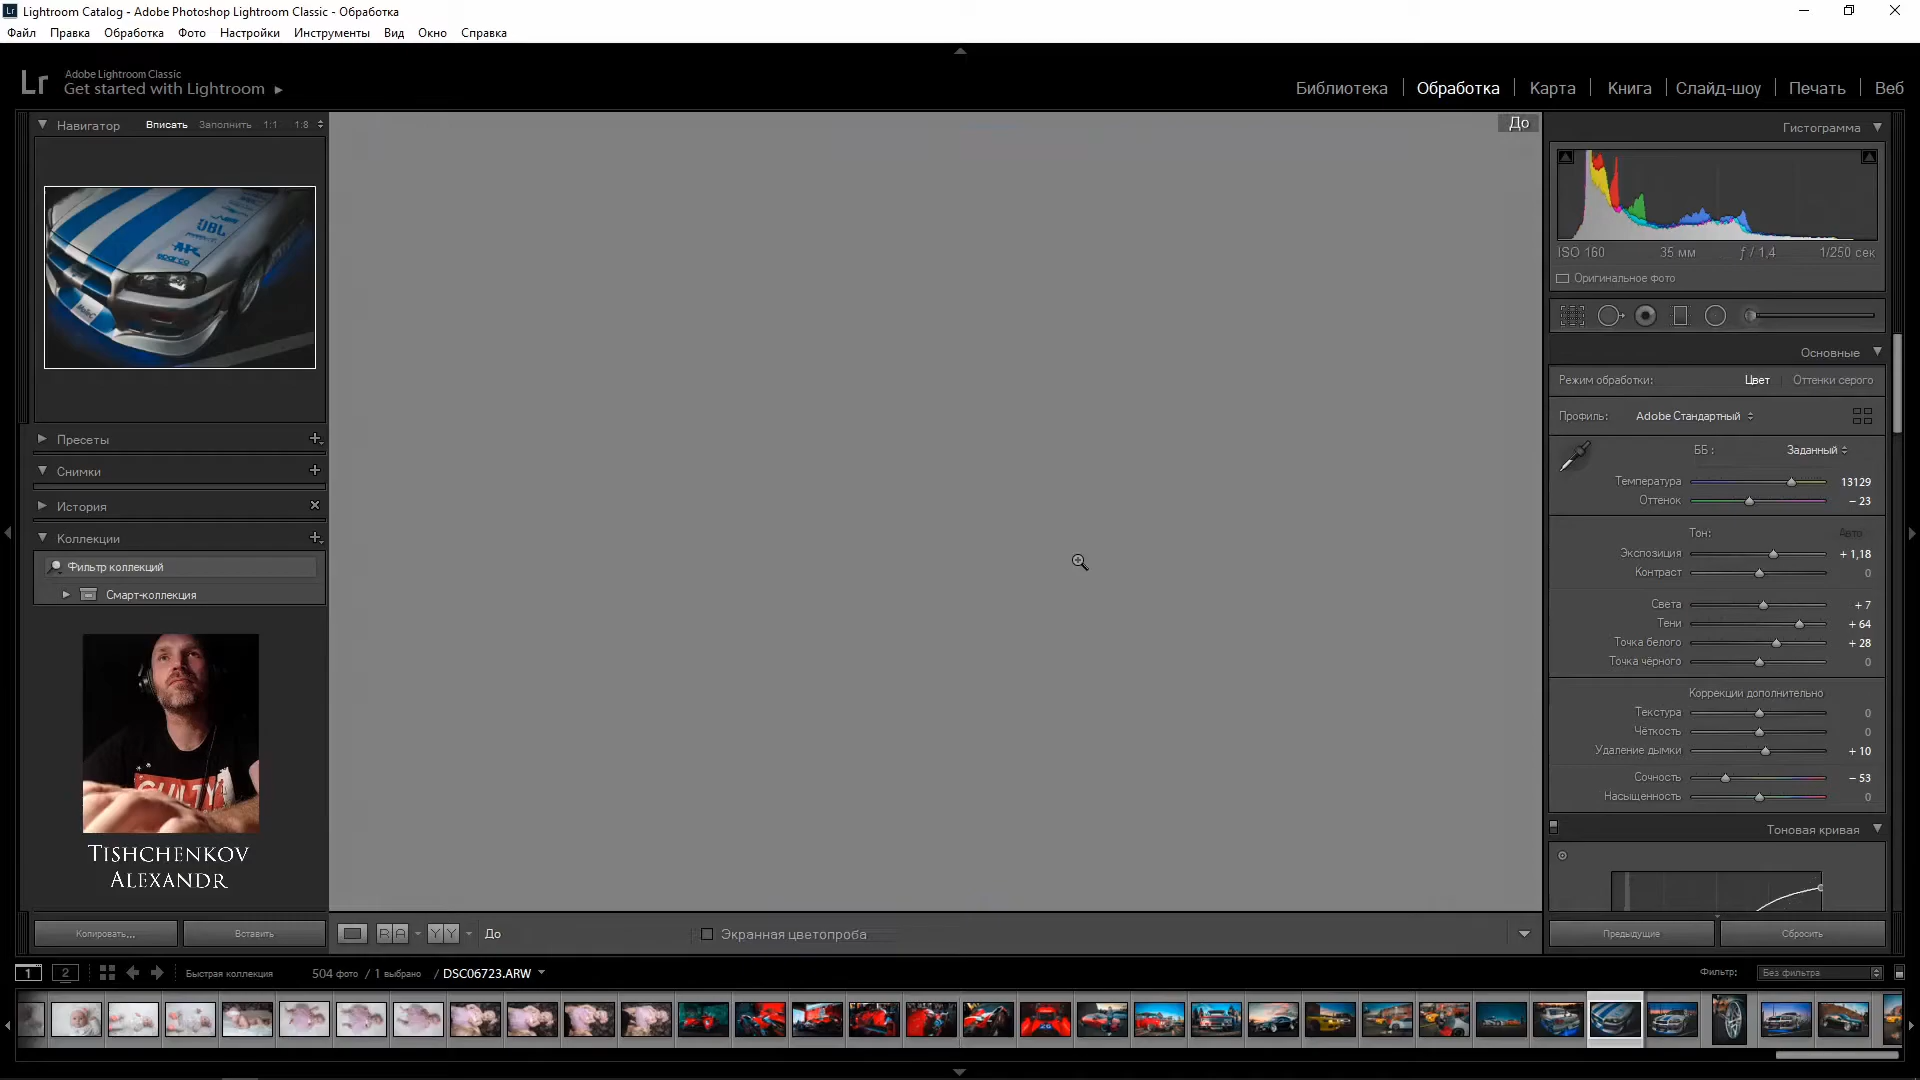 Lightroom Catalog - Adobe Photoshop Lightroom Classic - Обработка
Файл Правка Обработка Фото Настройки Инструменты Вид Окно Справка
Lr
Adobe Lightroom Classic
Get started with Lightroom
Библиотека Обработка Карта Книга Слайд-шоу Печать Веб
Навигатор Вписать Заполнить 1:1 1:8
До
Гистограмма
ISO 160 35 мм ƒ / 1,4 1/250 сек
Оригинальное фото
JBL
sparco
Основные
Режим обработки: Цвет Оттенки серого
Профиль: Adobe Стандартный
ББ : Заданный
Температура 13129
Оттенок – 23
Тон: Авто
Экспозиция + 1,18
Контраст 0
Света + 7
Тени + 64
Точка белого + 28
Точка чёрного 0
Коррекции дополнительно
Текстура 0
Чёткость 0
Удаление дымки + 10
Сочность – 53
Насыщенность 0
Тоновая кривая
Пресеты
Снимки
История
Коллекции
Фильтр коллекций
Смарт-коллекция
GUILTY
TISHCHENKOV
ALEXANDR
Копировать... Вставить
R A Y Y До
Экранная цветопроба
Предыдущие Сбросить
1 2 Быстрая коллекция 504 фото / 1 выбрано / DSC06723.ARW
Фильтр: Без фильтра